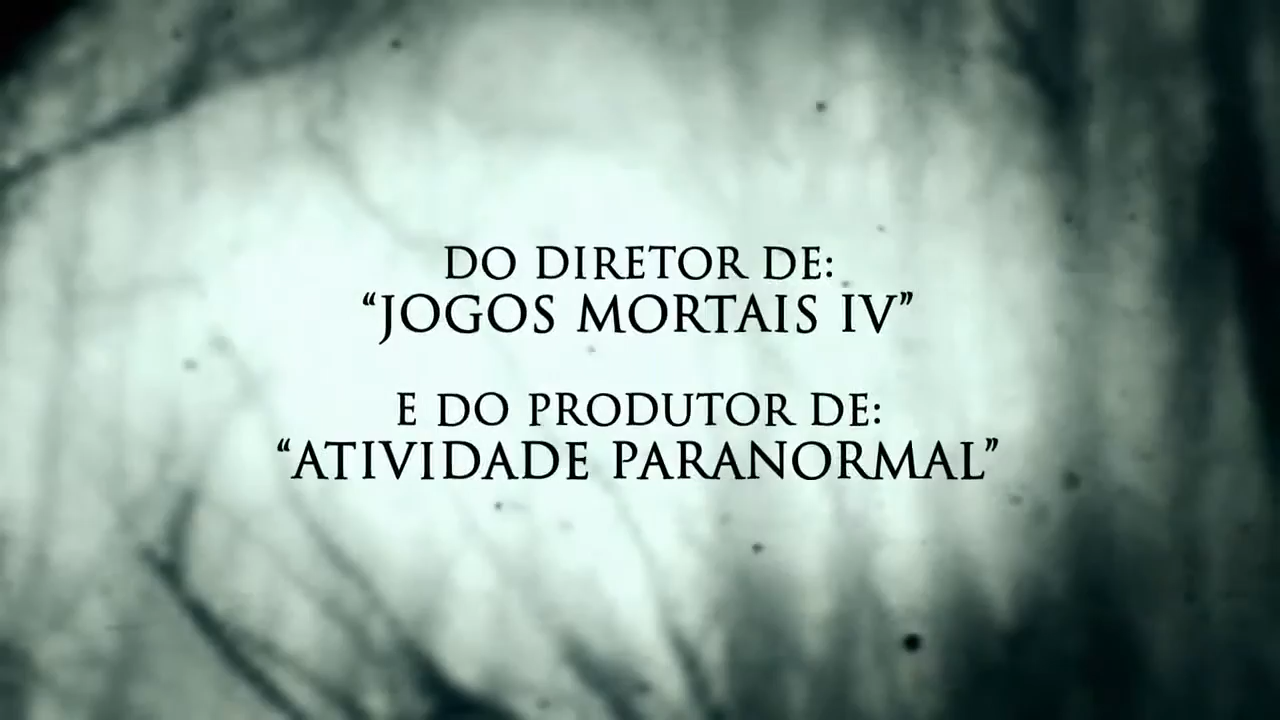 DO DIRETOR DE:
“JOGOS MORTAIS IV”
E DO PRODUTOR DE:
“ATIVIDADE PARANORMAL”